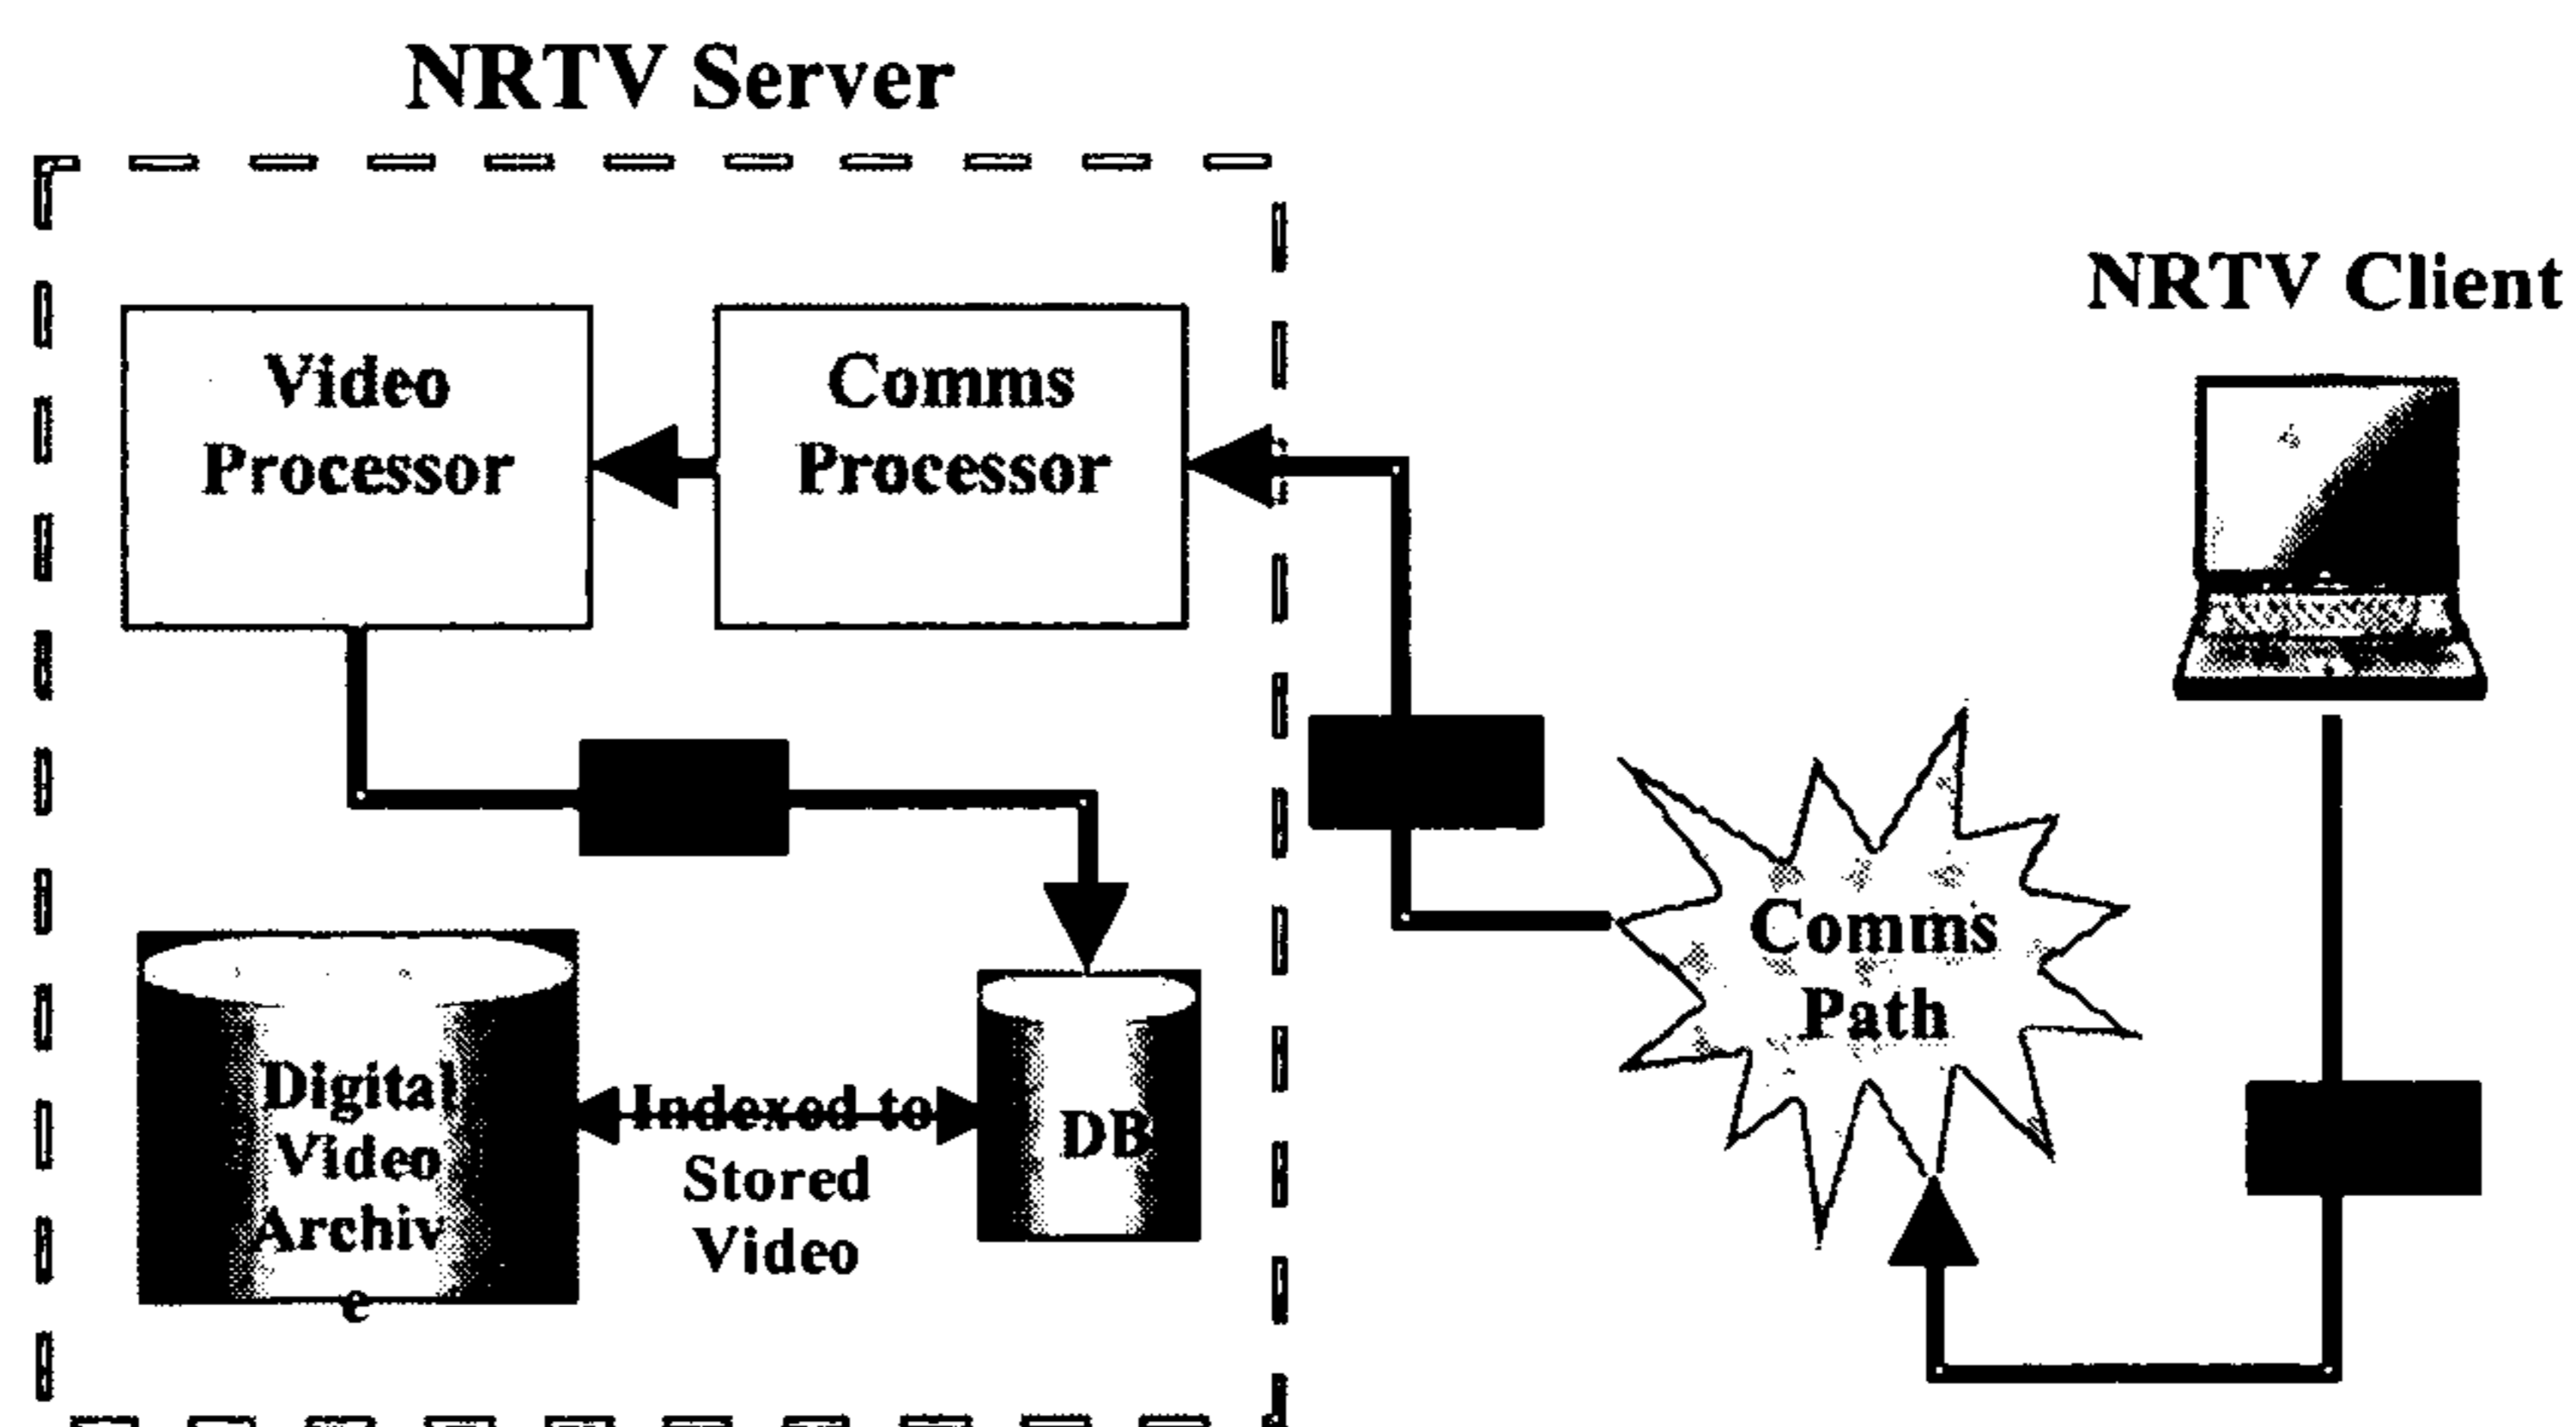 NRTV Server
NRTV Client
Video
Processor
Comms
Processor
Comms
Path
Digital
Video
Archiv
e
Indexed to
Stored
Video
DB